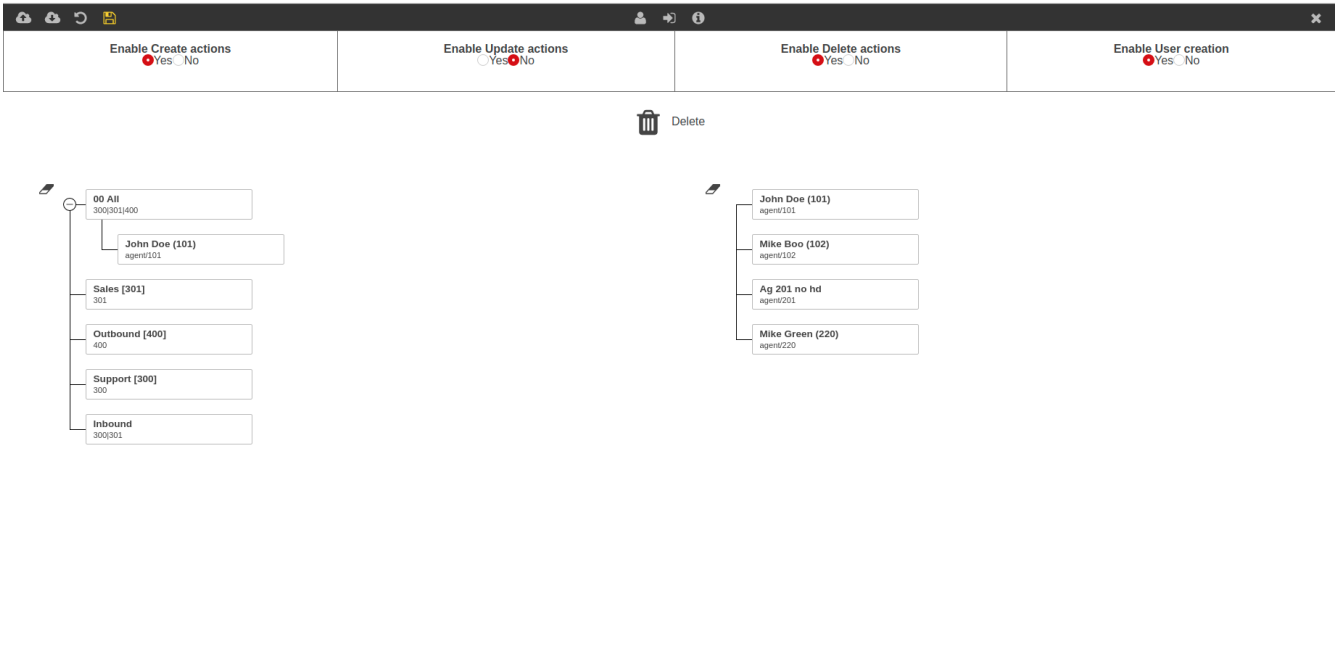 Enable Create actions
Yes No
Enable Update actions
Yes No
Enable Delete actions
Yes No
Enable User creation
Yes No
Delete
00 All
300|301|400
John Doe (101)
agent/101
Sales [301]
301
Outbound [400]
400
Support [300]
300
Inbound
300|301
John Doe (101)
agent/101
Mike Boo (102)
agent/102
Ag 201 no hd
agent/201
Mike Green (220)
agent/220